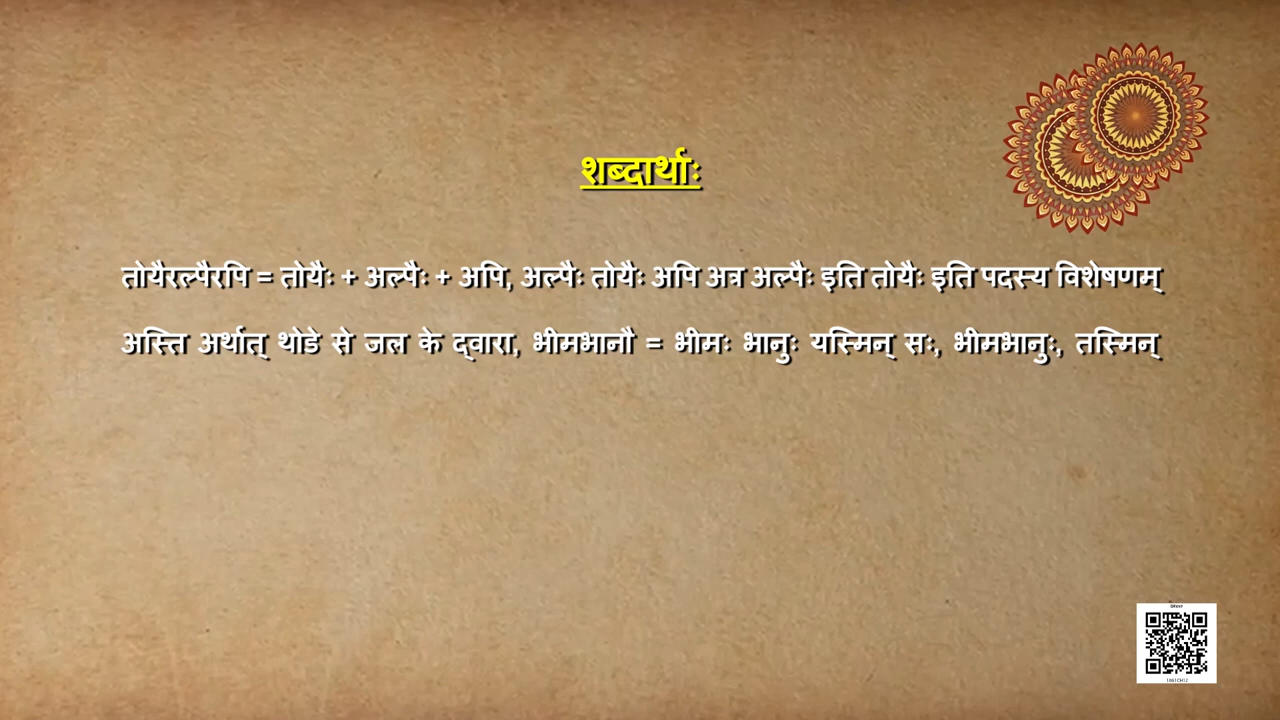 शब्दार्थाः
तोयैरल्पैरपि = तोयैः + अल्पैः + अपि, अल्पैः तोयैः अपि अत्र अल्पैः इति तोयैः इति पदस्य विशेषणम्
अस्ति अर्थात् थोडे से जल के द्वारा, भीमभानौ = भीमः भानुः यस्मिन् सः, भीमभानुः, तस्मिन्